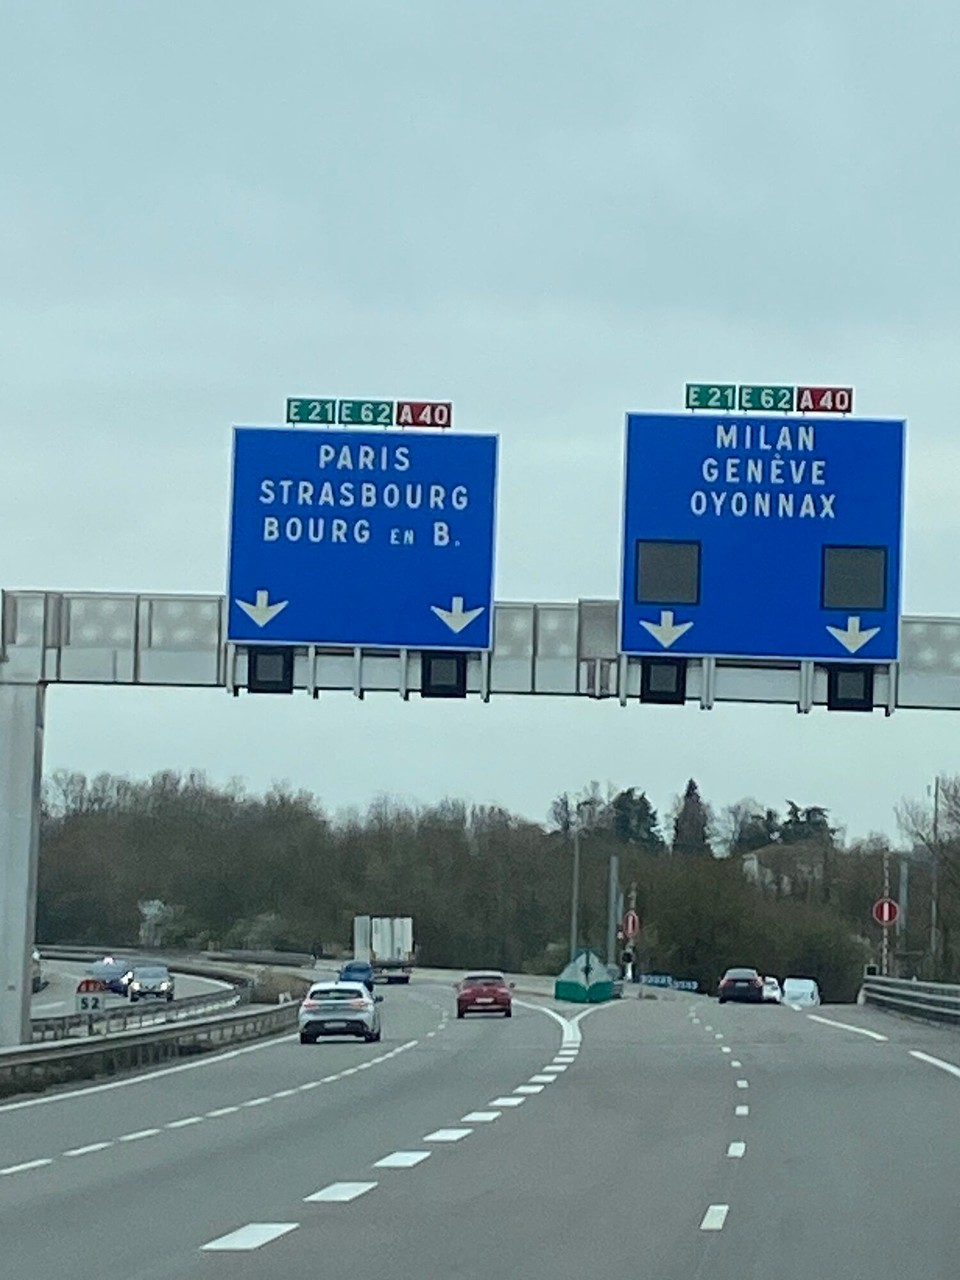 E 21 E 62 A 40
PARIS
STRASBOURG
BOURG EN B.
E 21 E 62 A 40
MILAN
GENÈVE
OYONNAX
52